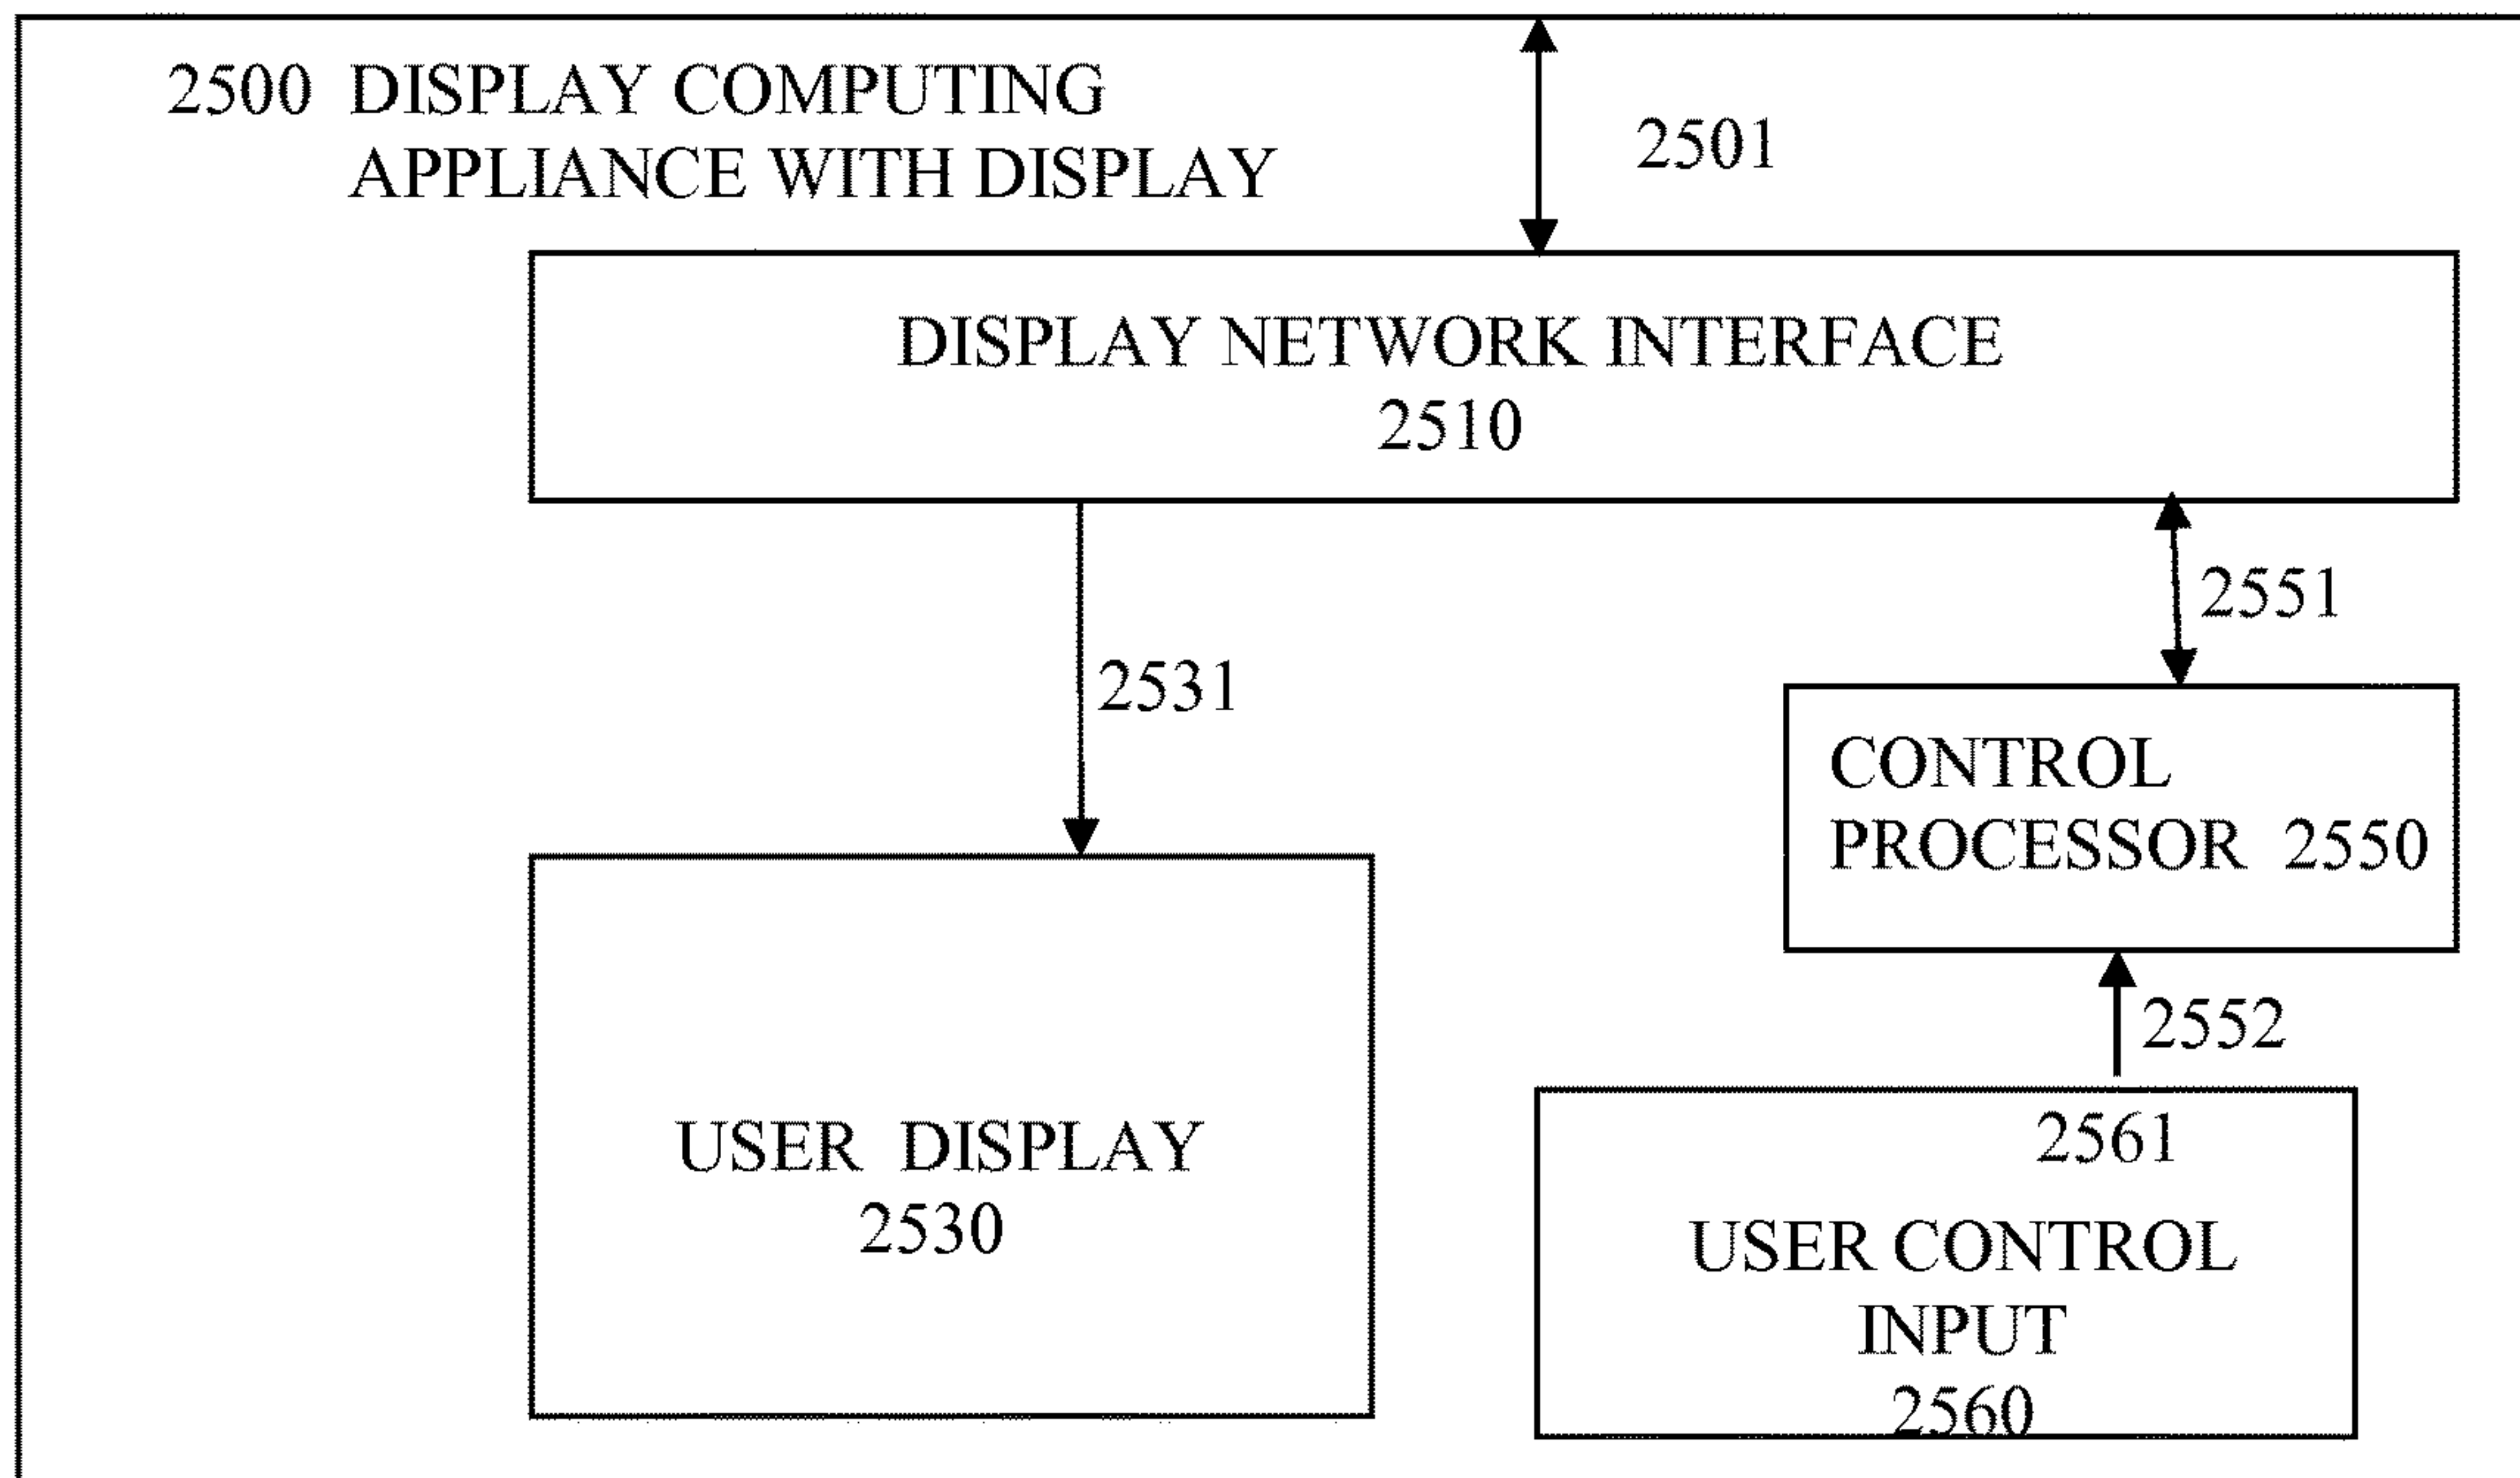 2500 DISPLAY COMPUTING
APPLIANCE WITH DISPLAY
2501
DISPLAY NETWORK INTERFACE
2510
2551
2531
CONTROL
PROCESSOR 2550
2552
USER DISPLAY
2530
2561
USER CONTROL
INPUT
2560